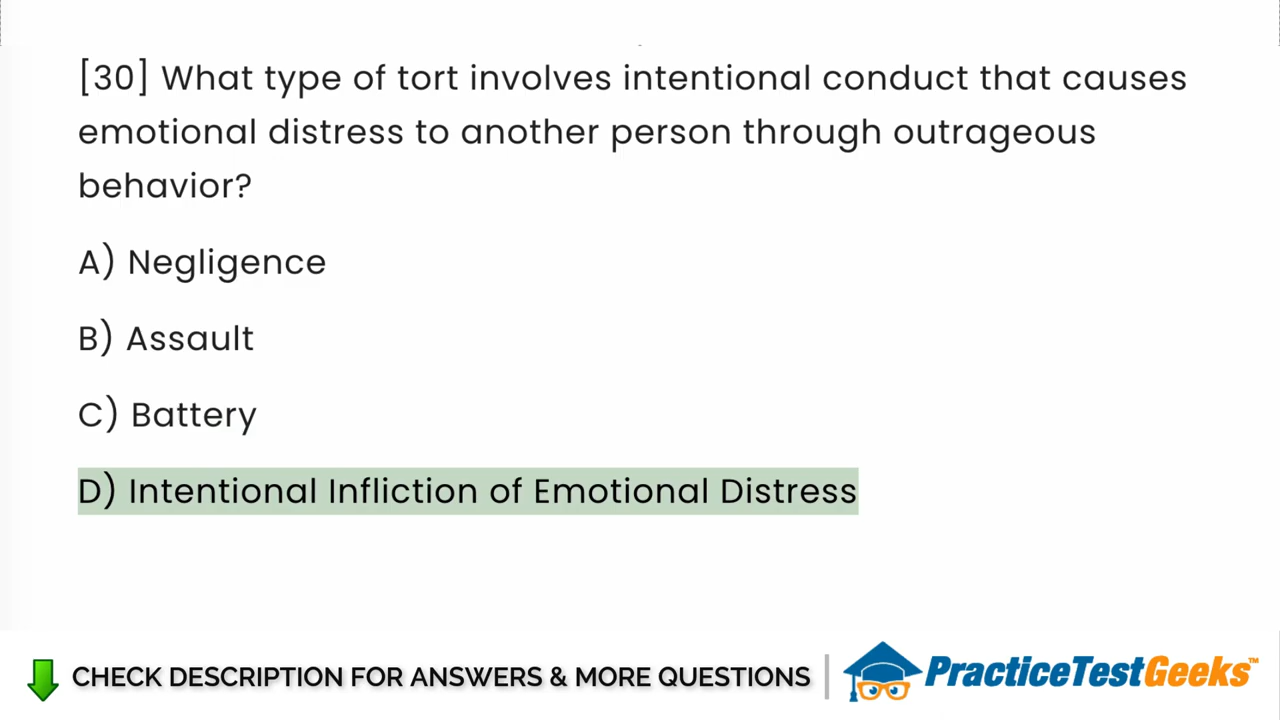 [30] What type of tort involves intentional conduct that causes
emotional distress to another person through outrageous
behavior?
A) Negligence
B) Assault
C) Battery
D) Intentional Infliction of Emotional Distress
CHECK DESCRIPTION FOR ANSWERS & MORE QUESTIONS
PracticeTestGeeks™